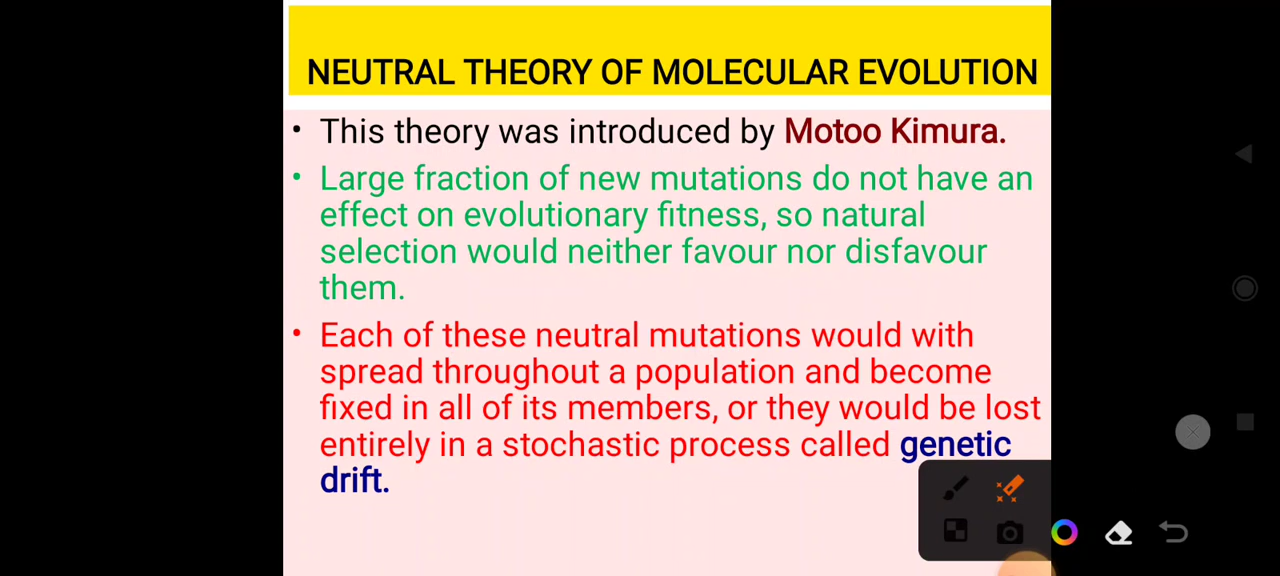 NEUTRAL THEORY OF MOLECULAR EVOLUTION
• This theory was introduced by Motoo Kimura.
• Large fraction of new mutations do not have an
effect on evolutionary fitness, so natural
selection would neither favour nor disfavour
them.
• Each of these neutral mutations would with
spread throughout a population and become
fixed in all of its members, or they would be lost
entirely in a stochastic process called genetic
drift.